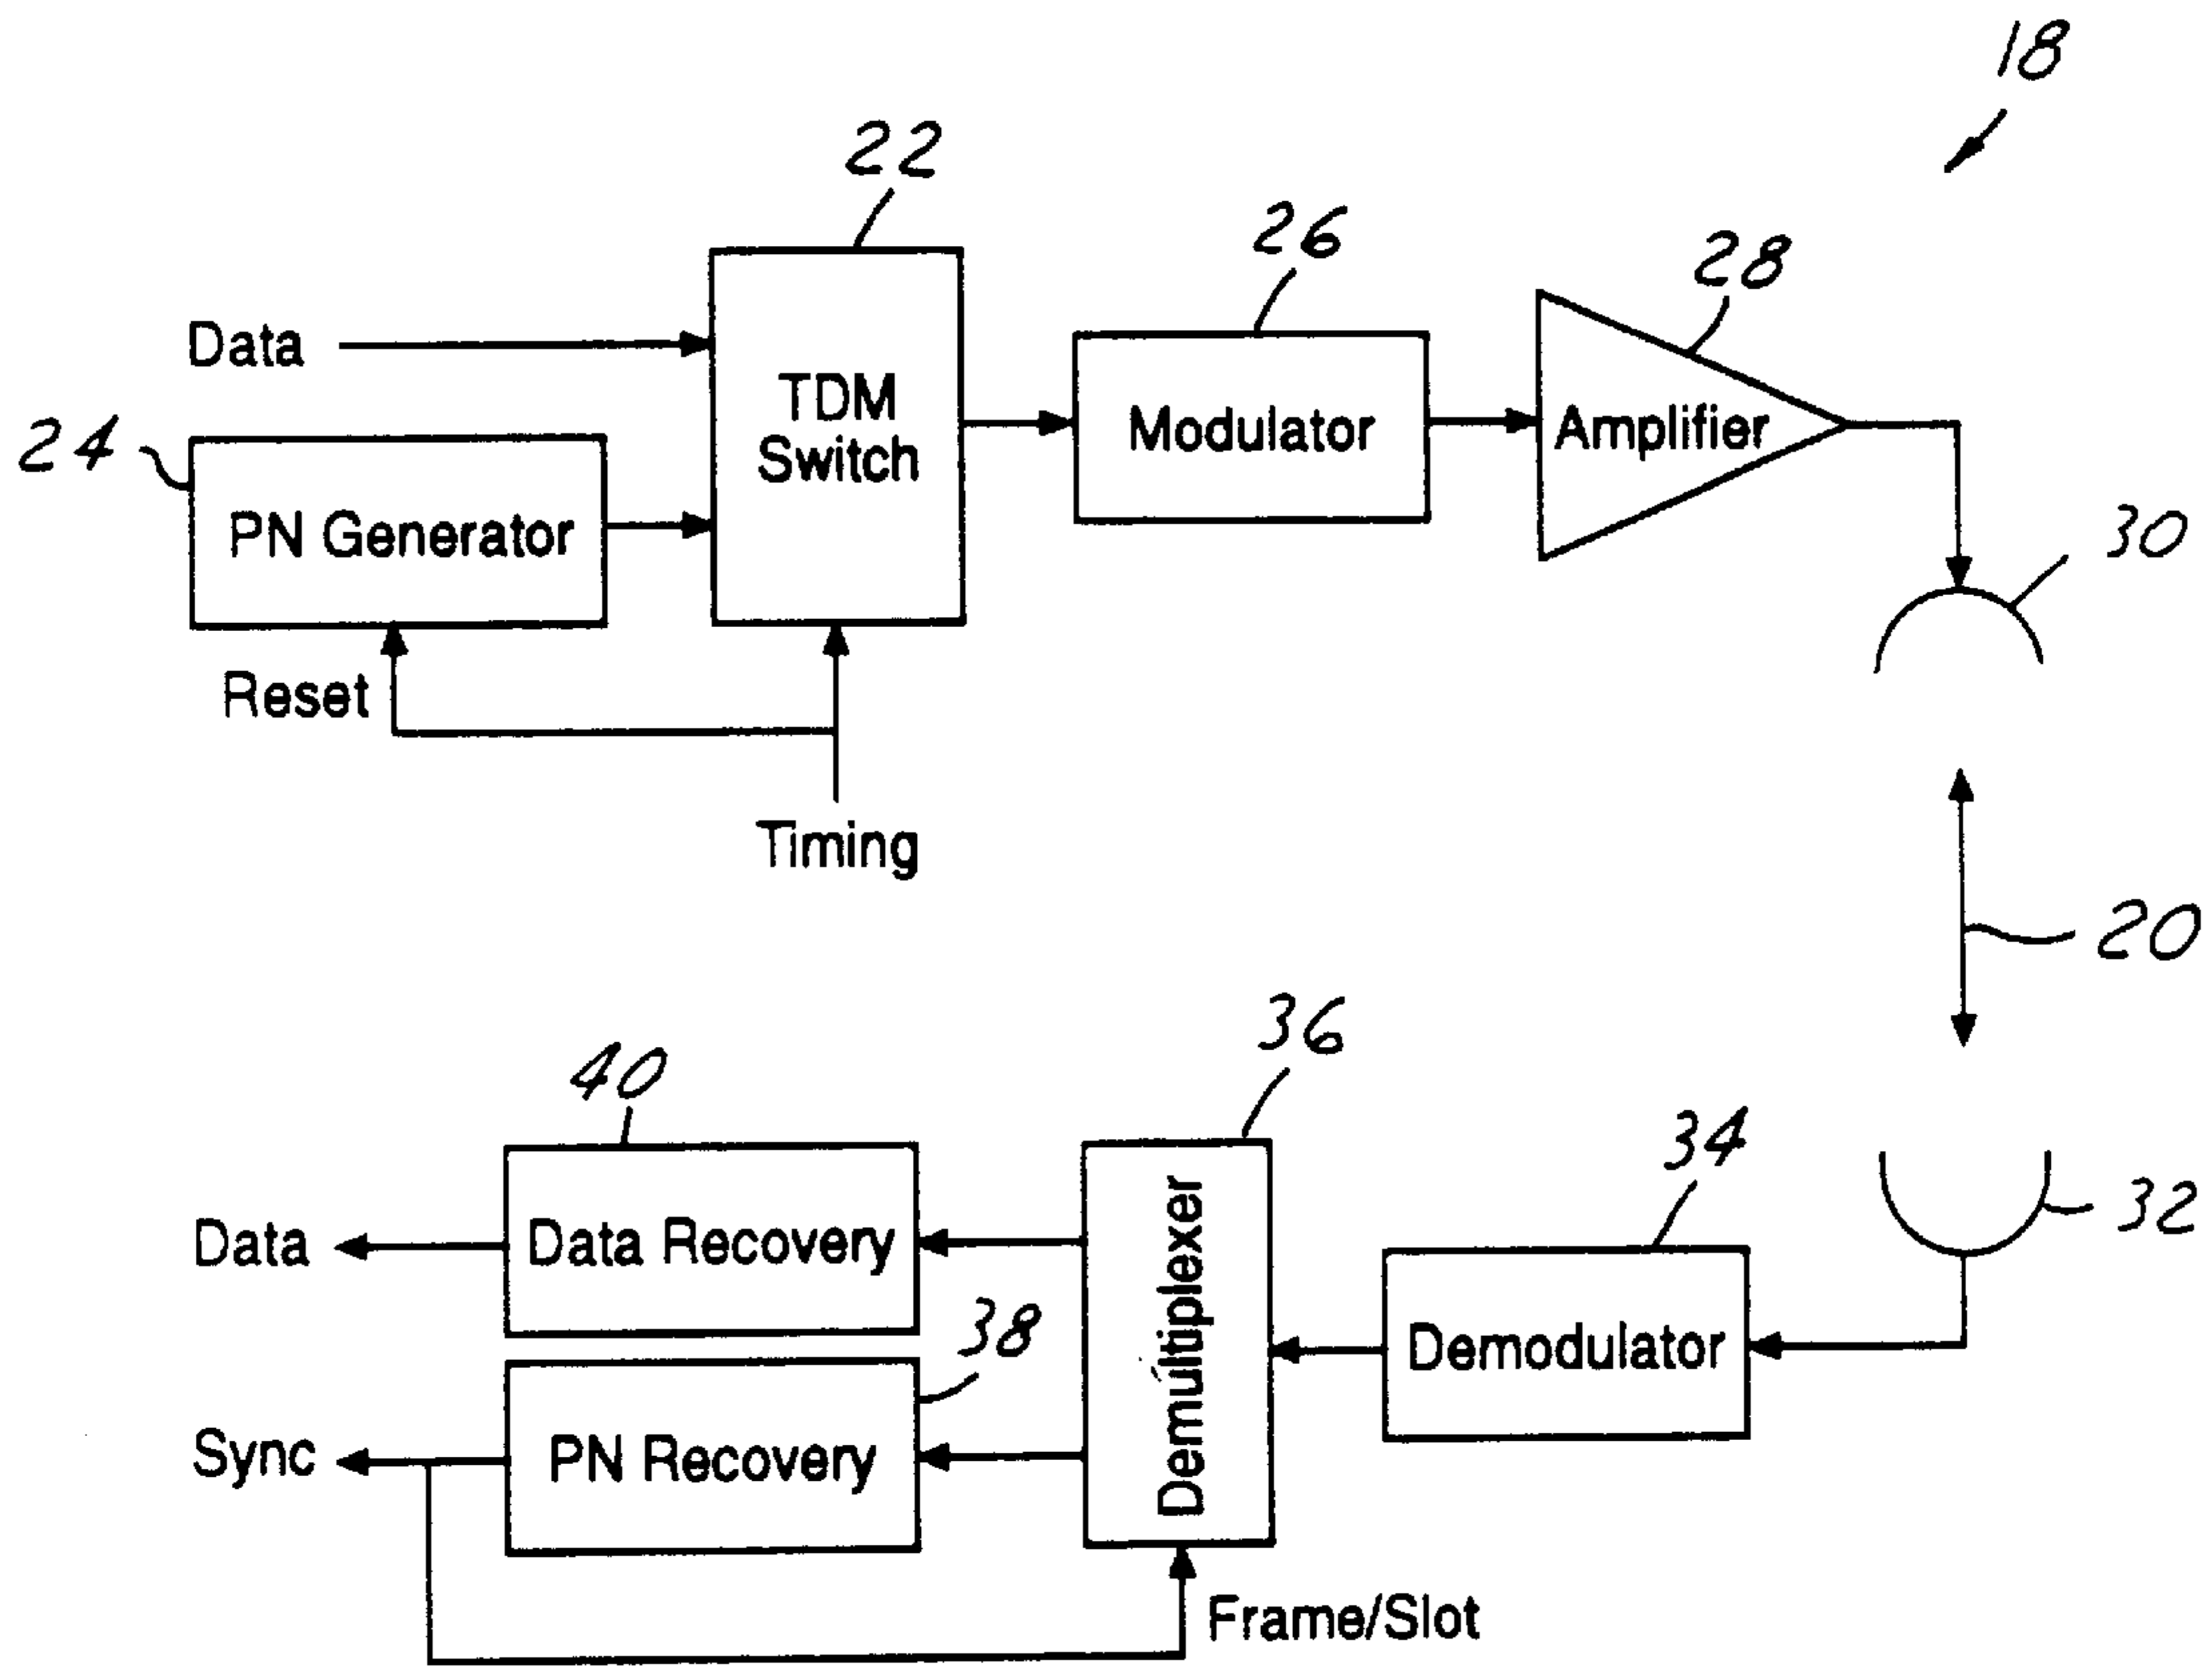 18
22
26
28
Data
TDM
Switch
Modulator
Amplifier
24
PN Generator
30
Reset
Timing
20
36
40
34
32
Data
Data Recovery
Demultiplexer
Demodulator
38
Sync
PN Recovery
Frame/Slot